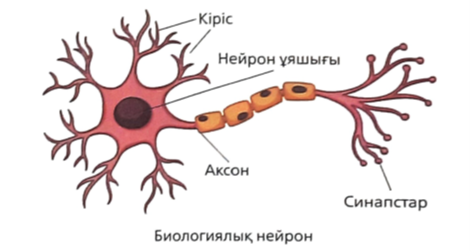 Кіріс
Нейрон ұяшығы
Аксон
Синапстар
Биологиялық нейрон